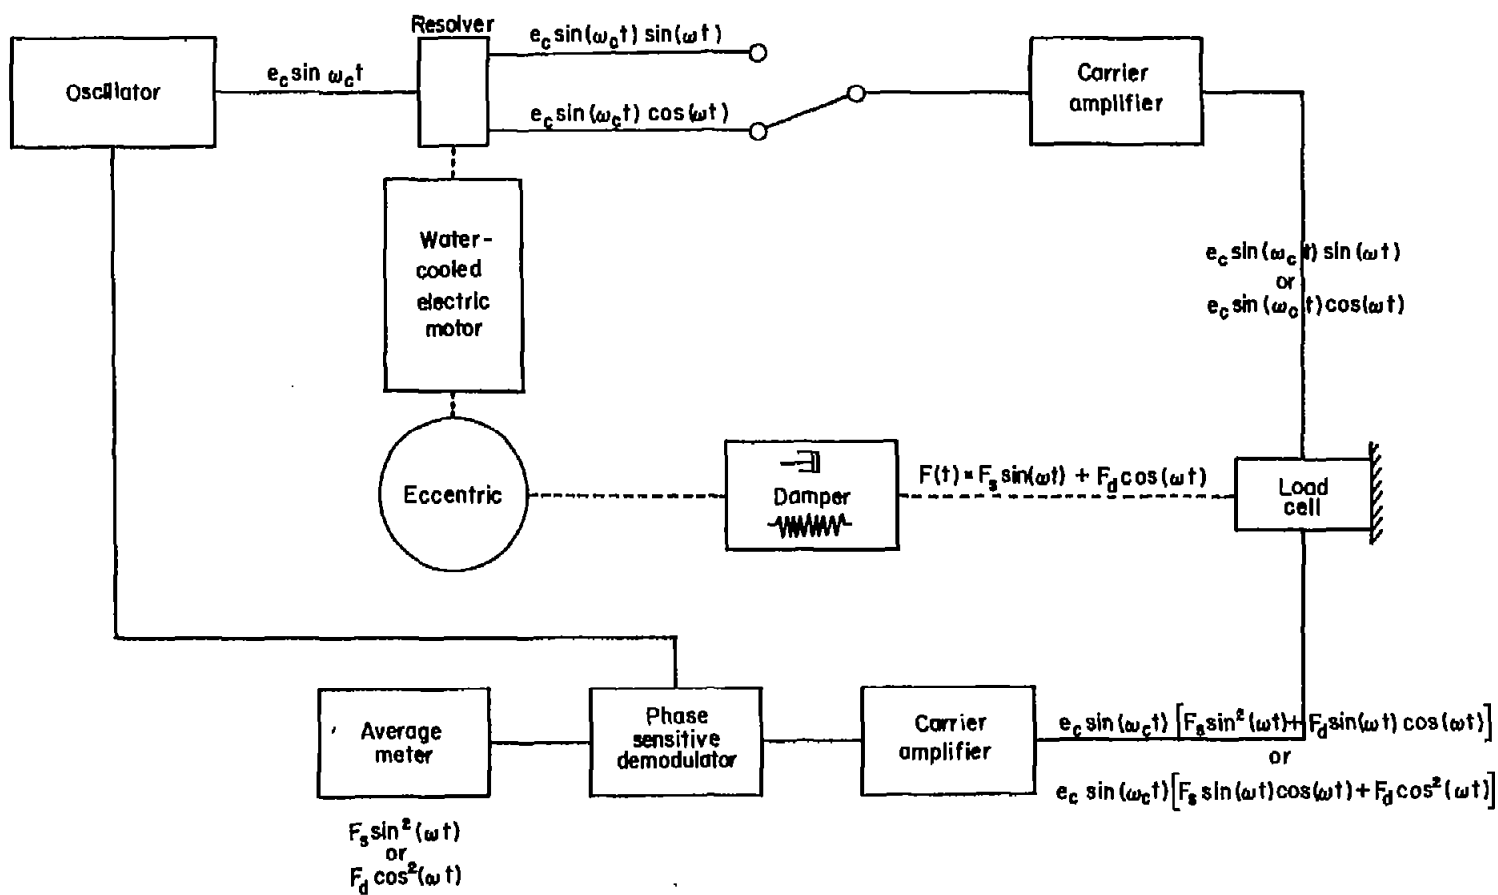 Resolver
Oscillator
e_c sin ω_c t
e_c sin(ω_c t) sin(ωt)
e_c sin(ω_c t) cos(ωt)
Carrier
amplifier
Water-
cooled
electric
motor
e_c sin(ω_c t) sin(ωt)
or
e_c sin(ω_c t) cos(ωt)
Eccentric
Damper
F(t) = F_s sin(ωt) + F_d cos(ωt)
Load
cell
Average
meter
Phase
sensitive
demodulator
Carrier
amplifier
e_c sin(ω_c t) [F_s sin²(ωt) + F_d sin(ωt) cos(ωt)]
or
e_c sin(ω_c t) [F_s sin(ωt) cos(ωt) + F_d cos²(ωt)]
F_s sin²(ωt)
or
F_d cos²(ωt)